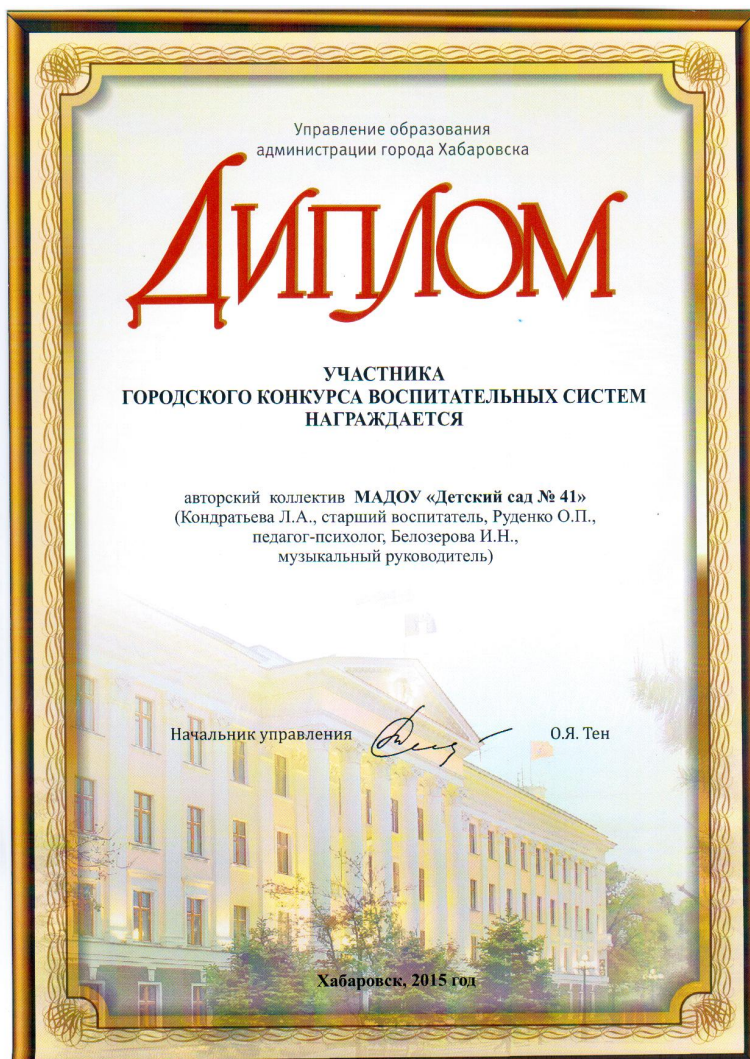 Управление образования
администрации города Хабаровска
ДИПЛОМ
УЧАСТНИКА
ГОРОДСКОГО КОНКУРСА ВОСПИТАТЕЛЬНЫХ СИСТЕМ
НАГРАЖДАЕТСЯ
авторский коллектив МАДОУ «Детский сад № 41»
(Кондратьева Л.А., старший воспитатель, Руденко О.П.,
педагог-психолог, Белозерова И.Н.,
музыкальный руководитель)
Начальник управления О.Я. Тен
Хабаровск, 2015 год